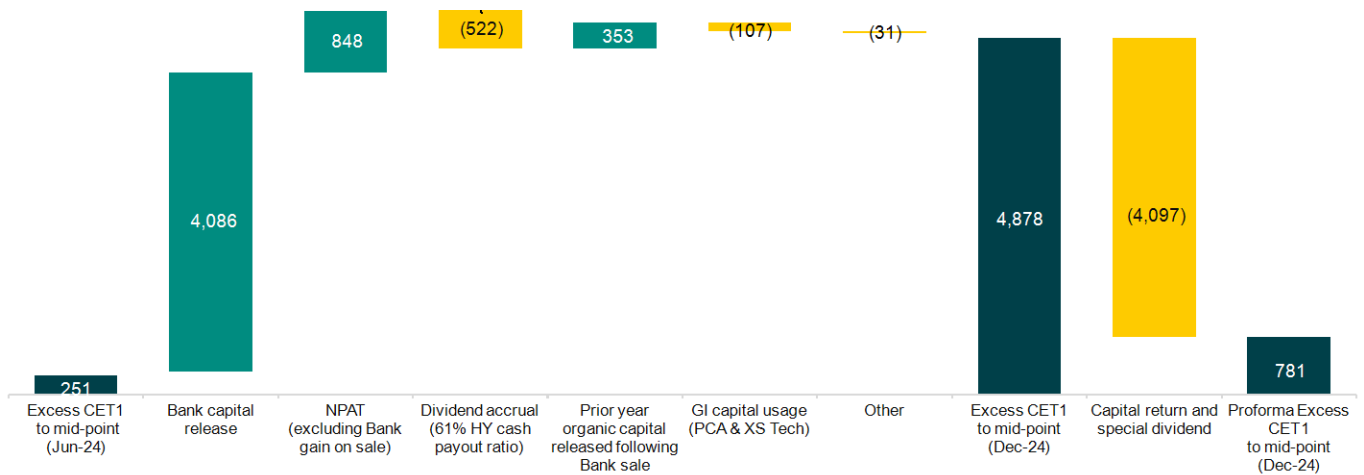 848
(522)
353
(107)
(31)
4,086
4,878
(4,097)
251
781
Excess CET1
to mid-point
(Jun-24)
Bank capital
release
NPAT
(excluding Bank
gain on sale)
Dividend accrual
(61% HY cash
payout ratio)
Prior year
organic capital
released following
Bank sale
GI capital usage
(PCA & XS Tech)
Other
Excess CET1
to mid-point
(Dec-24)
Capital return and
special dividend
Proforma Excess
CET1
to mid-point
(Dec-24)